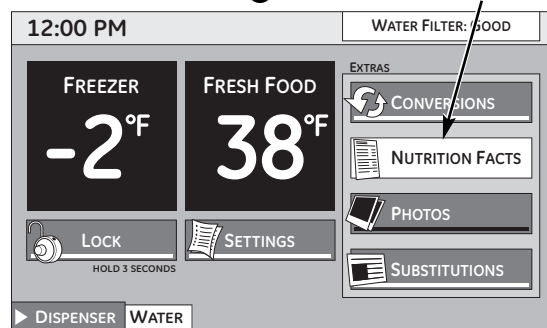 12:00 PM
WATER FILTER: GOOD
FREEZER
-2°F
FRESH FOOD
38°F
EXTRAS
CONVERSIONS
NUTRITION FACTS
PHOTOS
SUBSTITUTIONS
LOCK
HOLD 3 SECONDS
SETTINGS
DISPENSER
WATER